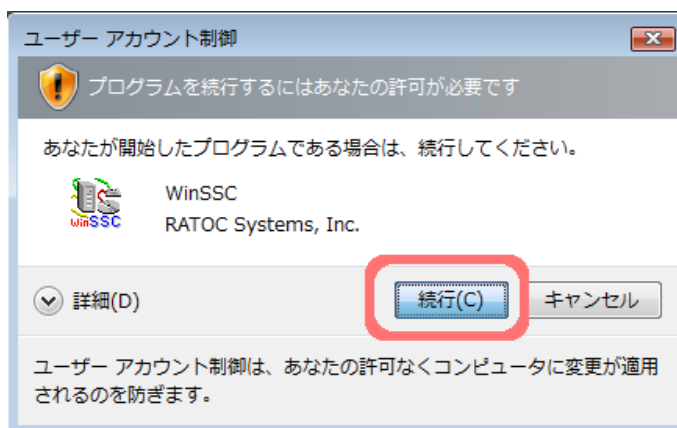 ユーザー アカウント制御
プログラムを続行するにはあなたの許可が必要です
あなたが開始したプログラムである場合は、続行してください。
WinSSC
WinSSC
RATOC Systems, Inc.
詳細(D)
続行(C)
キャンセル
ユーザー アカウント制御は、あなたの許可なくコンピュータに変更が適用
されるのを防ぎます。